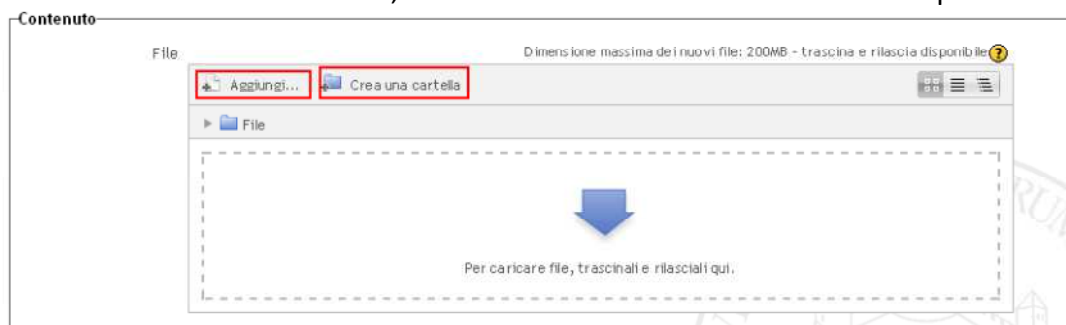 Contenuto
File Dimensione massima dei nuovi file: 200MB - trascina e rilascia disponibile ?
Aggiungi... Crea una cartella
File
Per caricare file, trascinali e rilasciali qui.